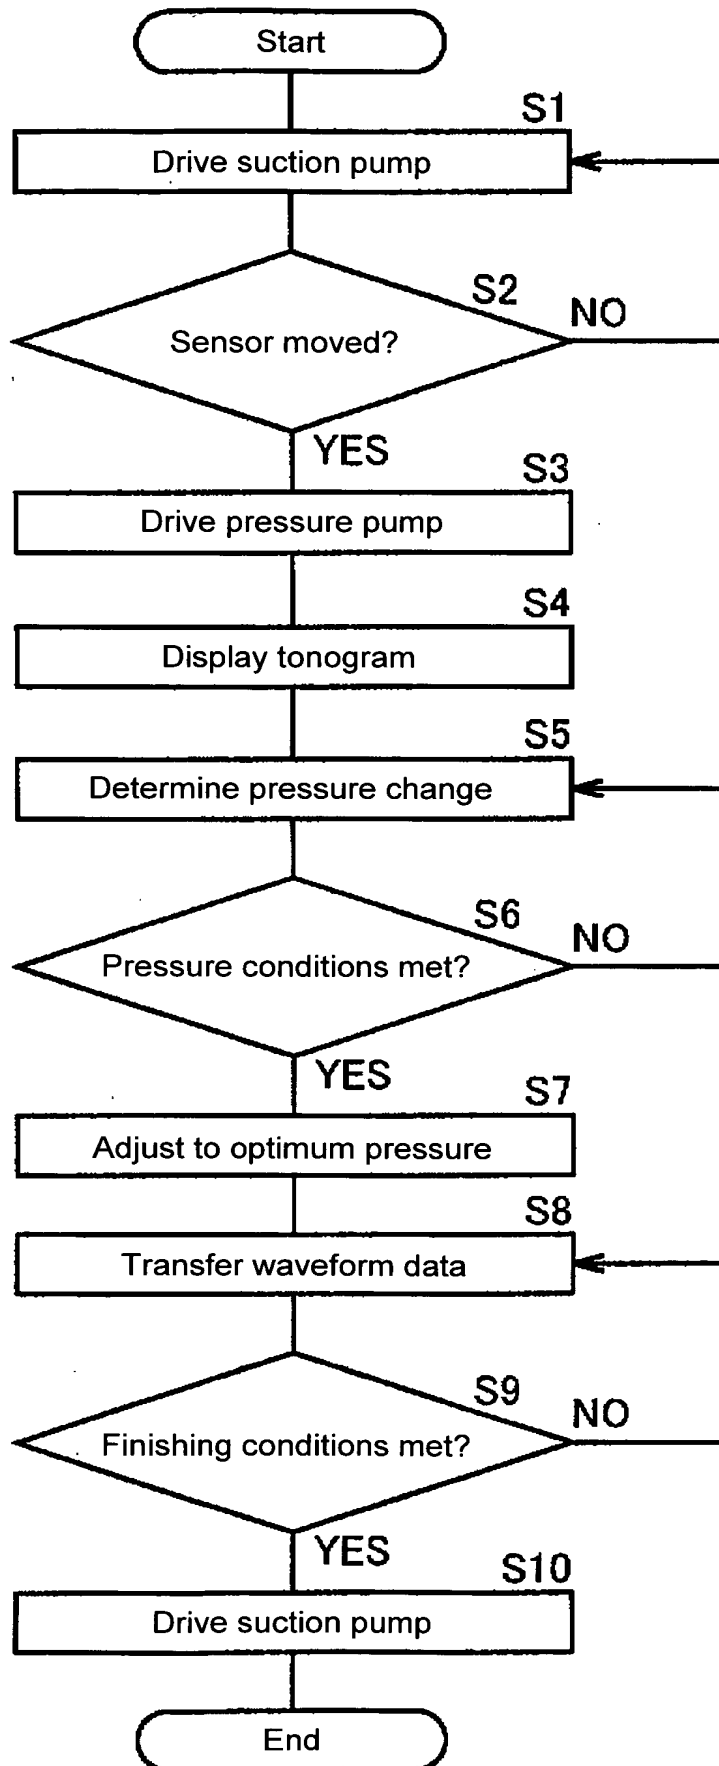 Start
S1
Drive suction pump
S2
NO
Sensor moved?
YES
S3
Drive pressure pump
S4
Display tonogram
S5
Determine pressure change
S6
NO
Pressure conditions met?
YES
S7
Adjust to optimum pressure
S8
Transfer waveform data
S9
NO
Finishing conditions met?
YES
S10
Drive suction pump
End